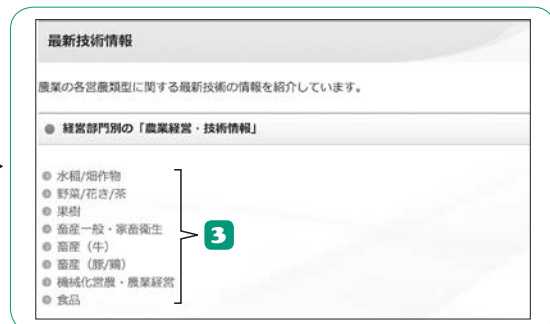 最新技術情報
農業の各営農類型に関する最新技術の情報を紹介しています。
経営部門別の「農業経営・技術情報」
水稲/畑作物
野菜/花き/茶
果樹
畜産一般・家畜衛生
畜産（牛）
畜産（豚/鶏）
機械化営農・農業経営
食品
3